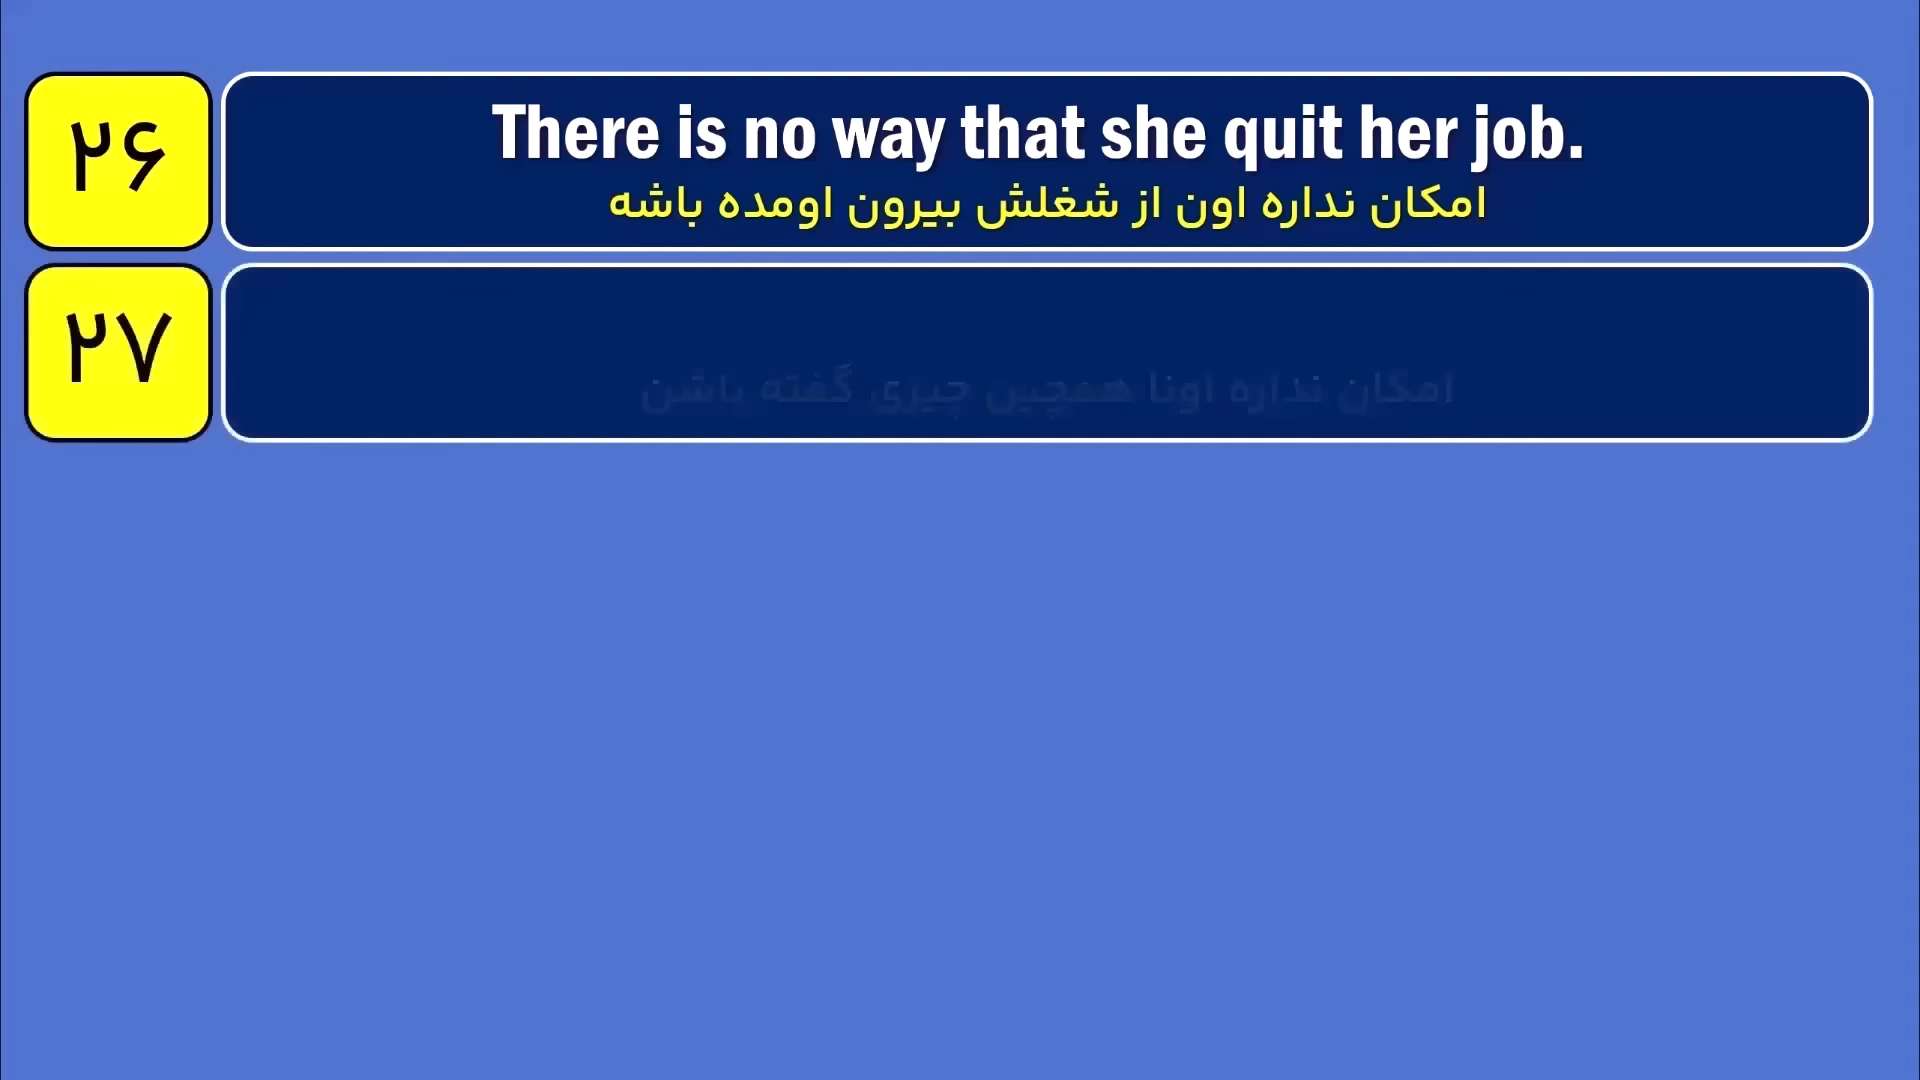 ۲۶
There is no way that she quit her job.
امکان نداره اون از شغلش بیرون اومده باشه
۲۷
امکان نداره اونا همچین چیزی گفته باشن